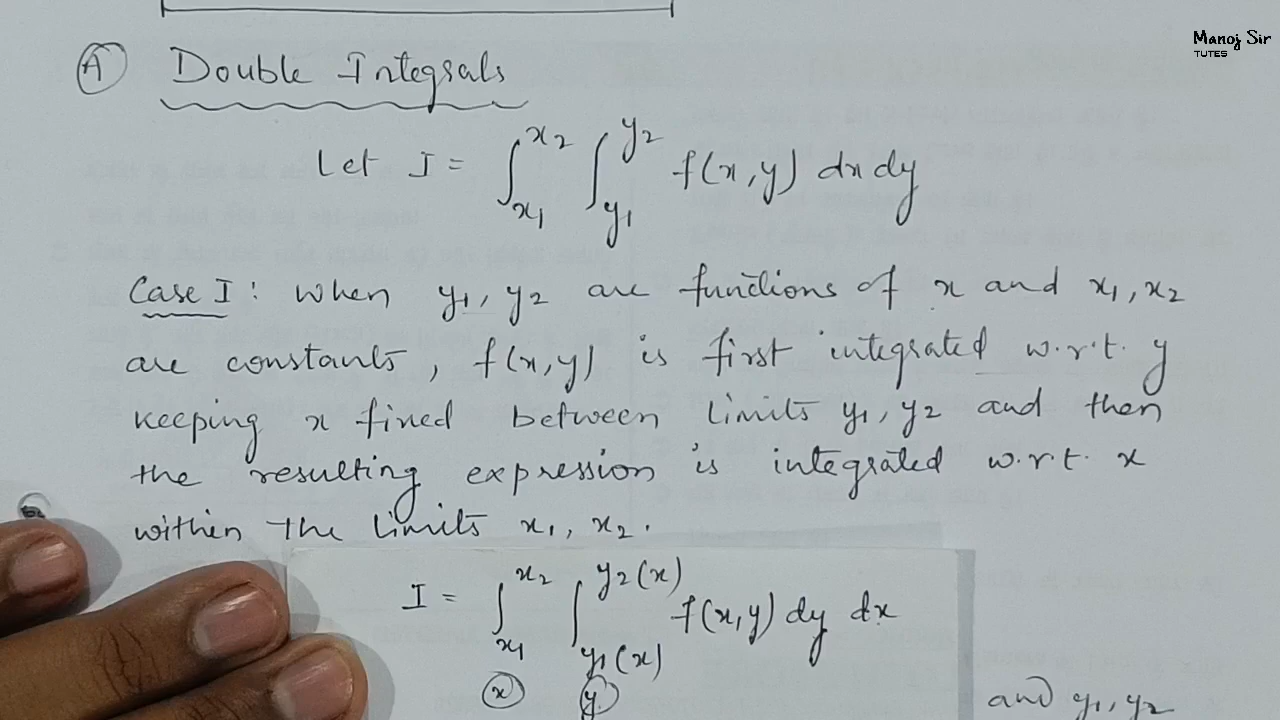 Manoj Sir
TUTES
(A) Double Integrals
Let I = ∫_{x1}^{x2} ∫_{y1}^{y2} f(x,y) dx dy
Case I: When y1, y2 are functions of x and x1, x2
are constants, f(x,y) is first integrated w.r.t. y
keeping x fixed between limits y1, y2 and then
the resulting expression is integrated w.r.t. x
within the limits x1, x2.
I = ∫_{x1}^{x2} ∫_{y1(x)}^{y2(x)} f(x,y) dy dx
(x) (y)
and y1, y2